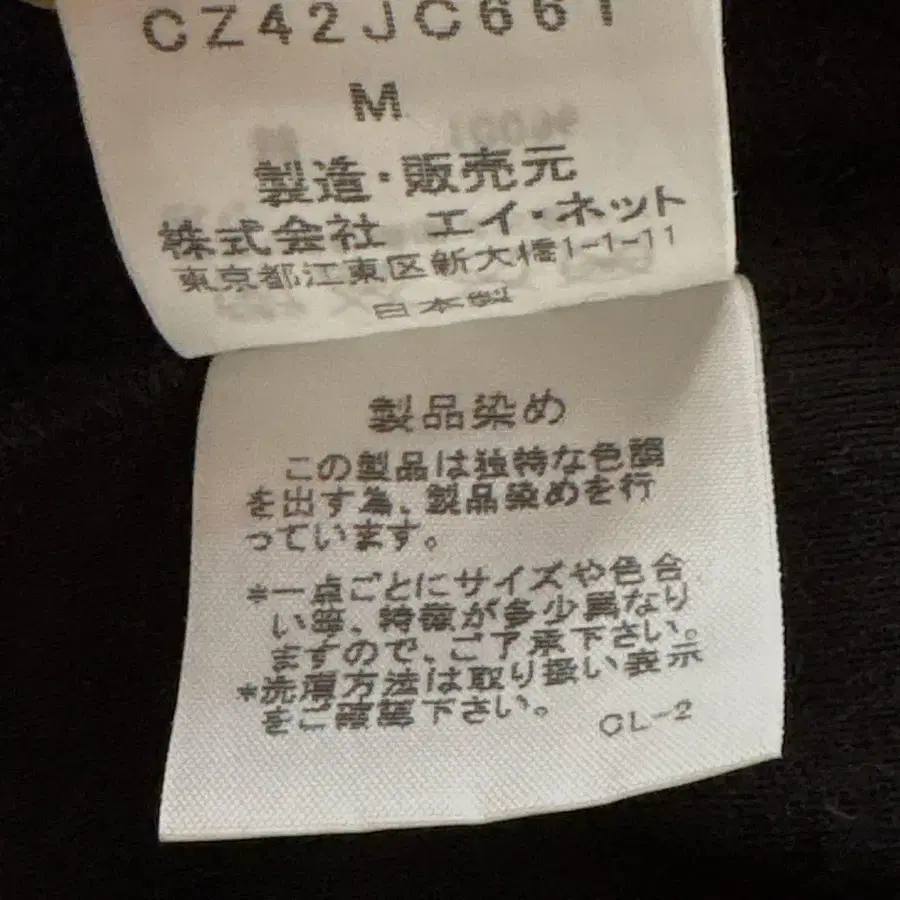 CZ42JC661
M
製造・販売元
株式会社 エイ・ネット
東京都江東区新大橋1-1-11
日本製
製品染め
この製品は独特な色調
を出す為、製品染めを行
っています。
*一点ごとにサイズや色合
い等、特徴が多少異なり
ますので、ご了承下さい。
*洗濯方法は取り扱い表示
をご確認下さい。
CL-2